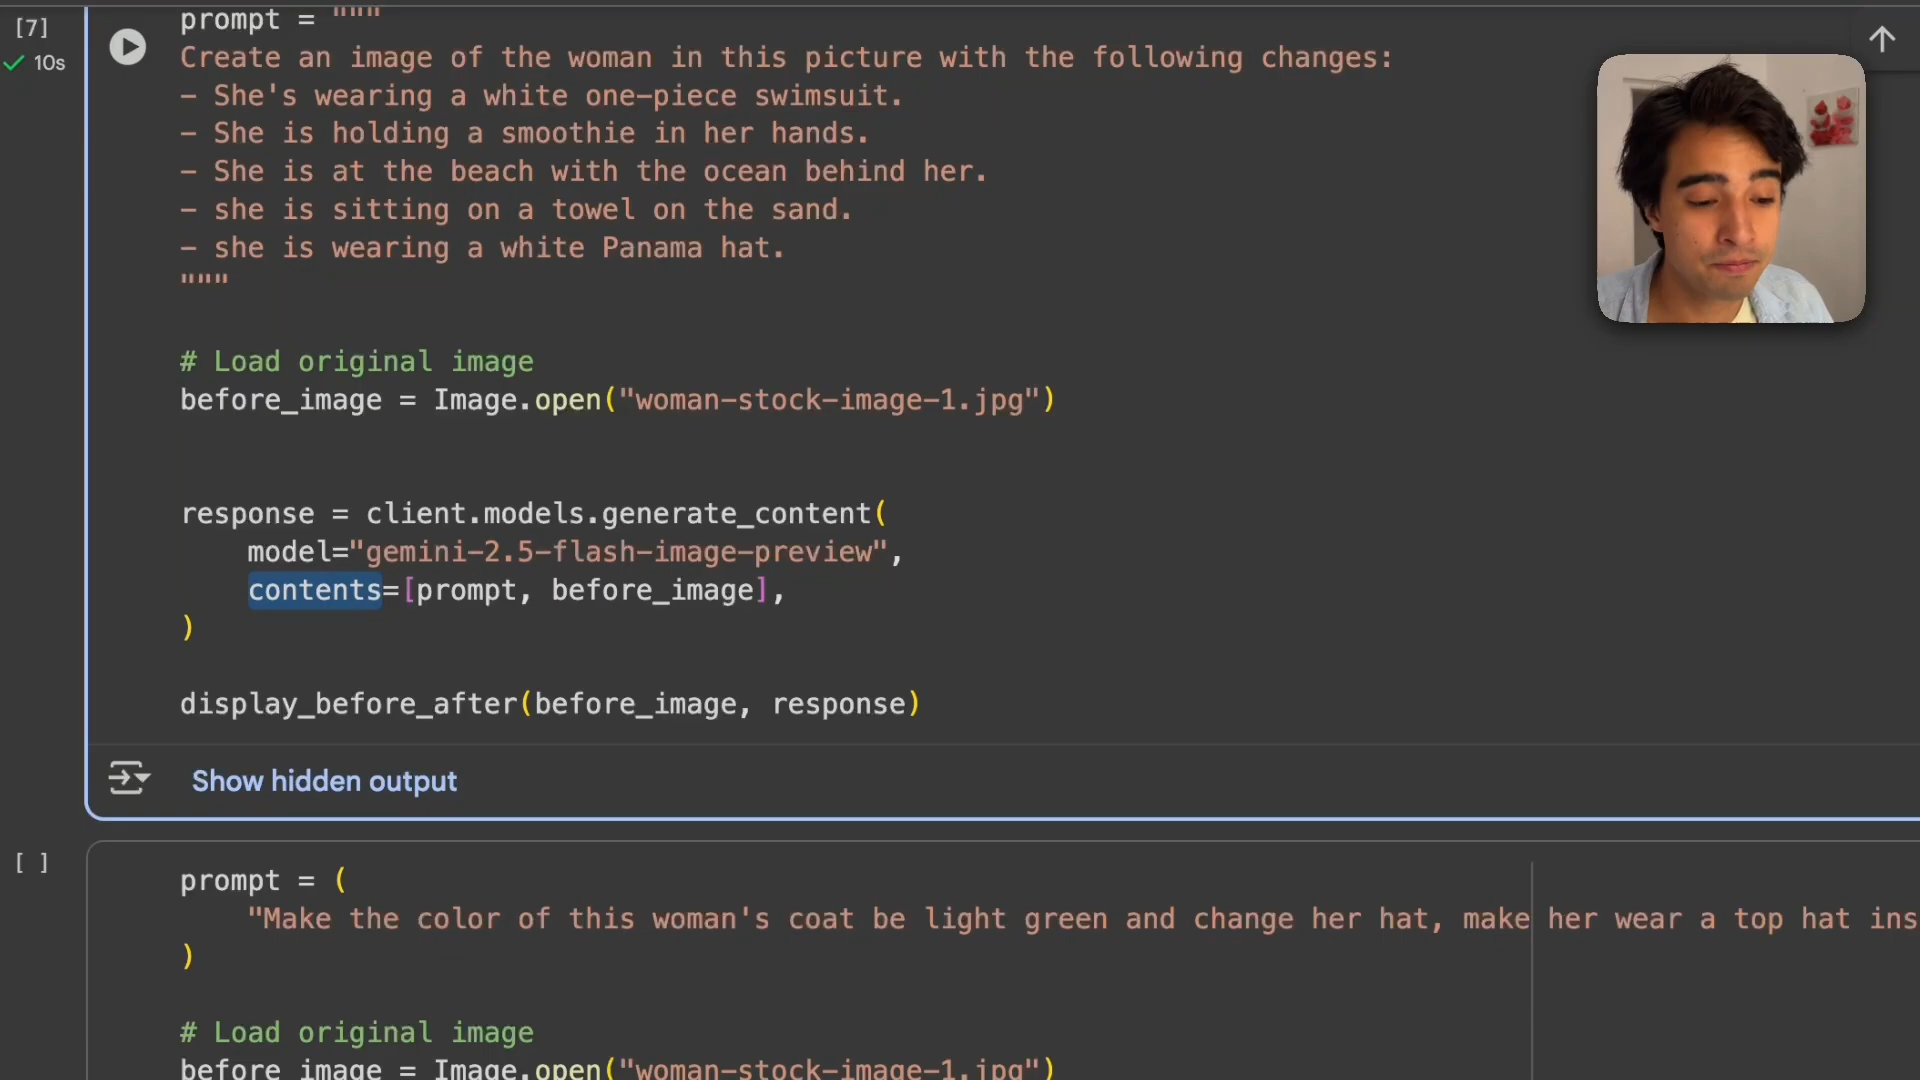 [7]
10s
prompt = """
Create an image of the woman in this picture with the following changes:
- She's wearing a white one-piece swimsuit.
- She is holding a smoothie in her hands.
- She is at the beach with the ocean behind her.
- she is sitting on a towel on the sand.
- she is wearing a white Panama hat.
"""
# Load original image
before_image = Image.open("woman-stock-image-1.jpg")
response = client.models.generate_content(
model="gemini-2.5-flash-image-preview",
contents=[prompt, before_image],
)
display_before_after(before_image, response)
Show hidden output
[ ]
prompt = (
"Make the color of this woman's coat be light green and change her hat, make her wear a top hat ins
)
# Load original image
before_image = Image.open("woman-stock-image-1.jpg")